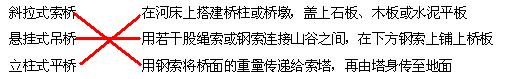 斜拉式索桥 在河床上搭建桥柱或桥墩，盖上石板、木板或水泥平板
悬挂式吊桥 用若干股绳索或钢索连接山谷之间，在下方钢索上铺上桥板
立柱式平桥 用钢索将桥面的重量传递给索塔，再由塔身传至地面